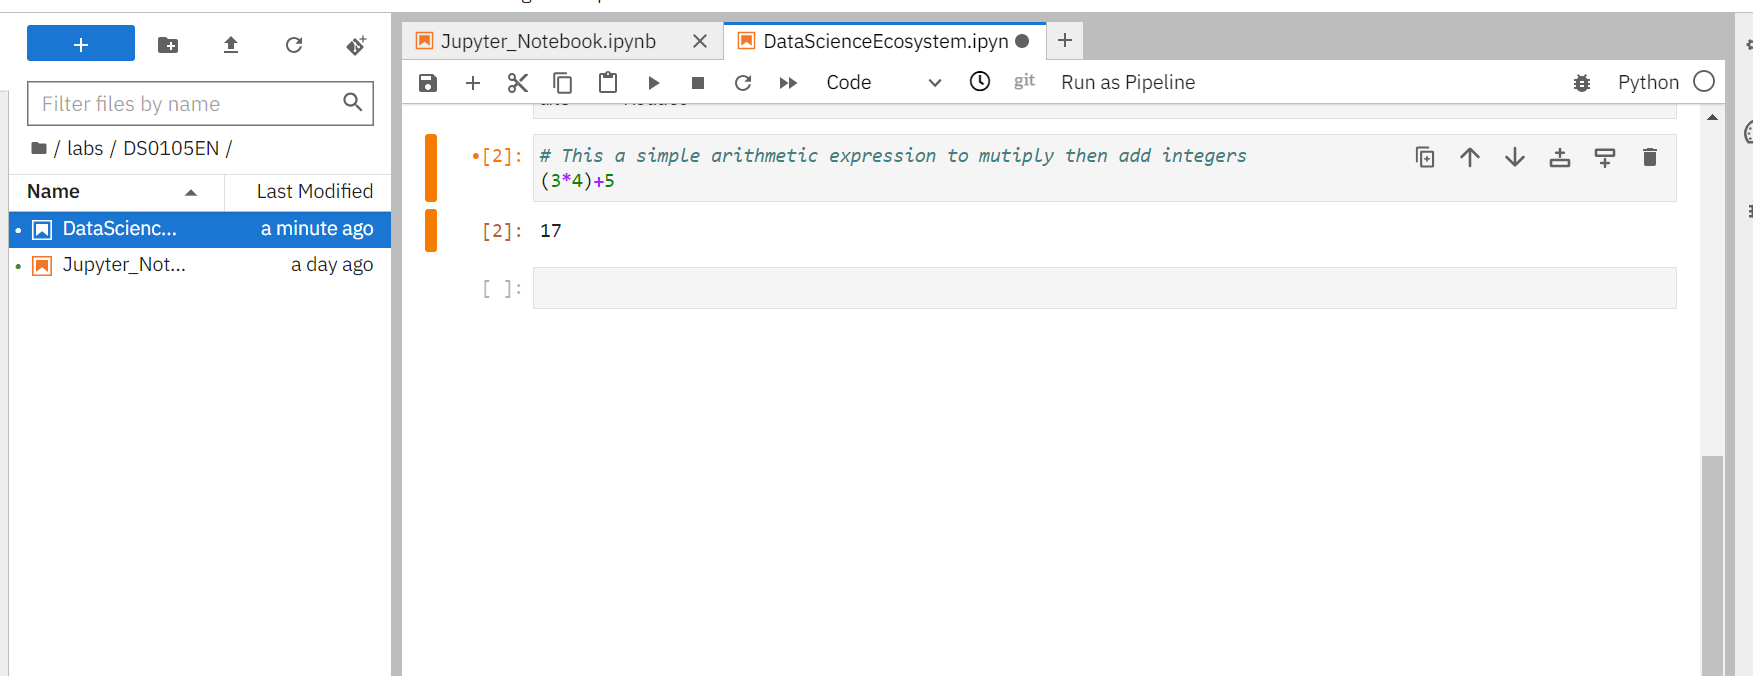 Jupyter_Notebook.ipynb
DataScienceEcosystem.ipyn
Code
git
Run as Pipeline
Python
Filter files by name
/ labs / DS0105EN /
Name
Last Modified
DataScienc...
a minute ago
Jupyter_Not...
a day ago
[2]:
# This a simple arithmetic expression to mutiply then add integers
(3*4)+5
[2]:
17
[ ]: